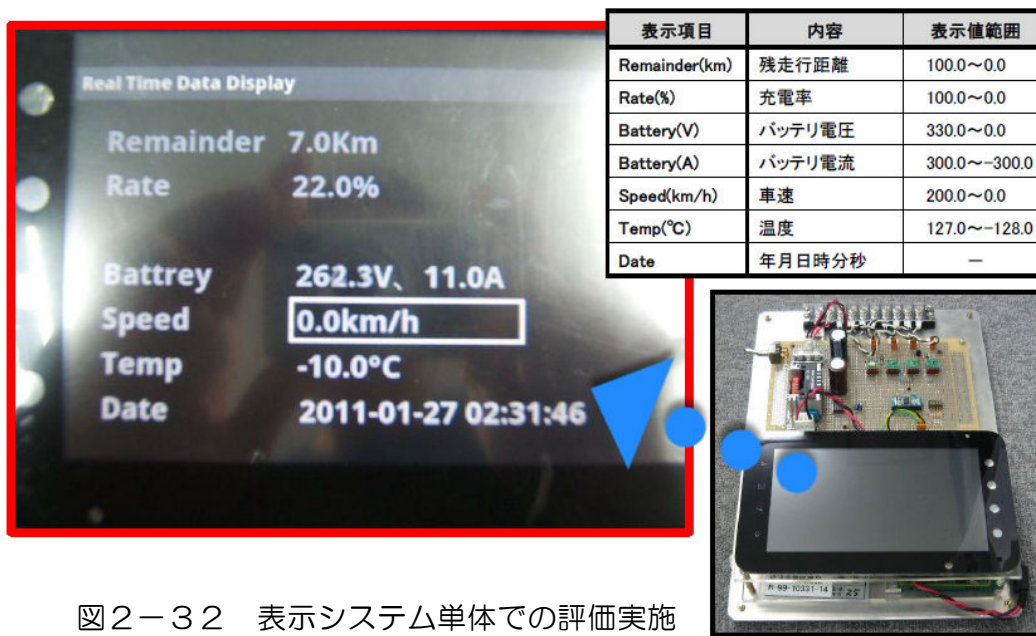 Real Time Data Display
Remainder 7.0Km
Rate 22.0%
Battrey 262.3V、 11.0A
Speed 0.0km/h
Temp -10.0°C
Date 2011-01-27 02:31:46
表示項目 内容 表示値範囲
Remainder(km) 残走行距離 100.0~0.0
Rate(%) 充電率 100.0~0.0
Battery(V) バッテリ電圧 330.0~0.0
Battery(A) バッテリ電流 300.0~-300.0
Speed(km/h) 車速 200.0~0.0
Temp(℃) 温度 127.0~-128.0
Date 年月日時分秒 −
R-99-10331-14
図2-32 表示システム単体での評価実施